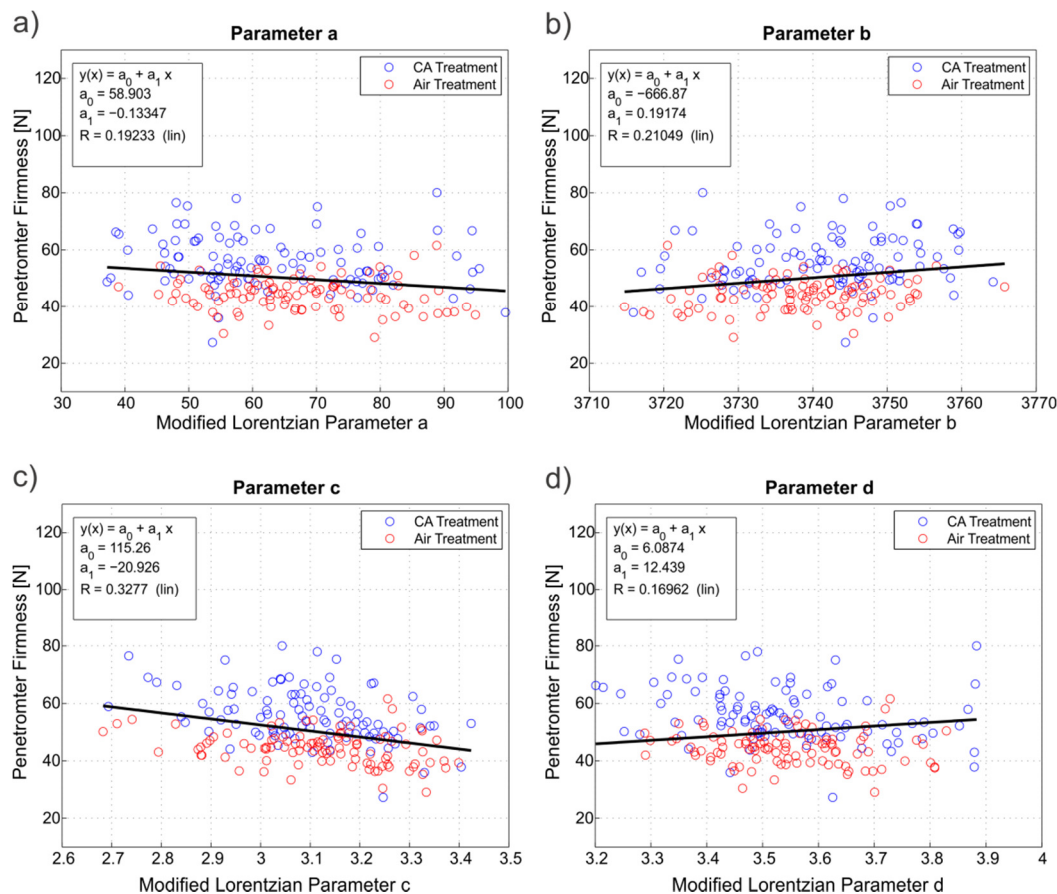 a)
Parameter a
Penetromter Firmness [N]
120
100
80
60
40
20
y(x) = a0 + a1 x
a0 = 58.903
a1 = −0.13347
R = 0.19233 (lin)
CA Treatment
Air Treatment
30 40 50 60 70 80 90 100
Modified Lorentzian Parameter a
b)
Parameter b
Penetromter Firmness [N]
120
100
80
60
40
20
y(x) = a0 + a1 x
a0 = −666.87
a1 = 0.19174
R = 0.21049 (lin)
CA Treatment
Air Treatment
3710 3720 3730 3740 3750 3760 3770
Modified Lorentzian Parameter b
c)
Parameter c
Penetromter Firmness [N]
120
100
80
60
40
20
y(x) = a0 + a1 x
a0 = 115.26
a1 = −20.926
R = 0.3277 (lin)
CA Treatment
Air Treatment
2.6 2.7 2.8 2.9 3 3.1 3.2 3.3 3.4 3.5
Modified Lorentzian Parameter c
d)
Parameter d
Penetromter Firmness [N]
120
100
80
60
40
20
y(x) = a0 + a1 x
a0 = 6.0874
a1 = 12.439
R = 0.16962 (lin)
CA Treatment
Air Treatment
3.2 3.3 3.4 3.5 3.6 3.7 3.8 3.9 4
Modified Lorentzian Parameter d